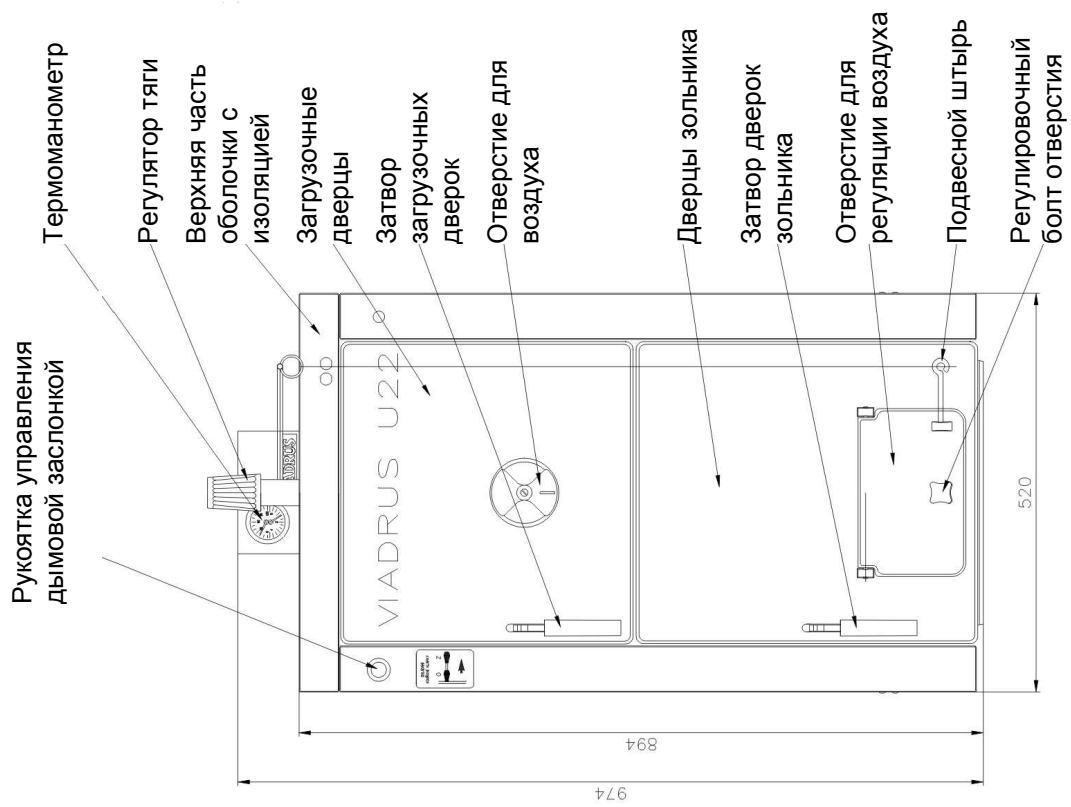 Рукоятка управления
дымовой заслонкой
Термоманометр
Регулятор тяги
Верхняя часть
оболочки с
изоляцией
Загрузочные
дверцы
Затвор
загрузочных
дверок
Отверстие для
воздуха
Дверцы зольника
Затвор дверок
зольника
Отверстие для
регуляции воздуха
Подвесной штырь
Регулировочный
болт отверстия
VIADRUS U22
O Z
894
974
520